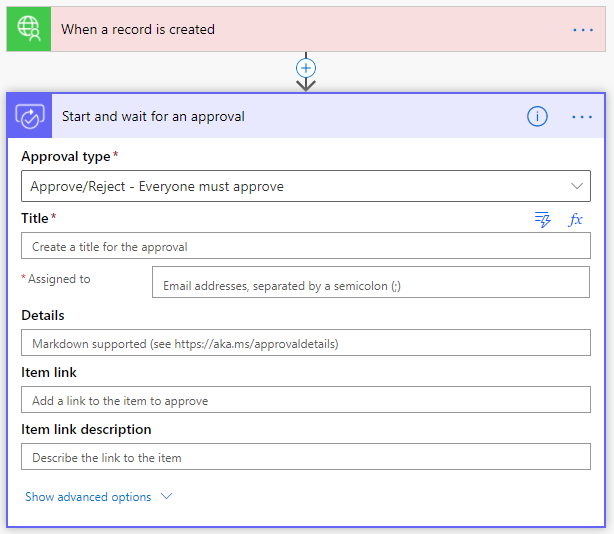 When a record is created
Start and wait for an approval
Approval type*
Approve/Reject - Everyone must approve
Title*
fx
Create a title for the approval
* Assigned to
Email addresses, separated by a semicolon (;)
Details
Markdown supported (see https://aka.ms/approvaldetails)
Item link
Add a link to the item to approve
Item link description
Describe the link to the item
Show advanced options